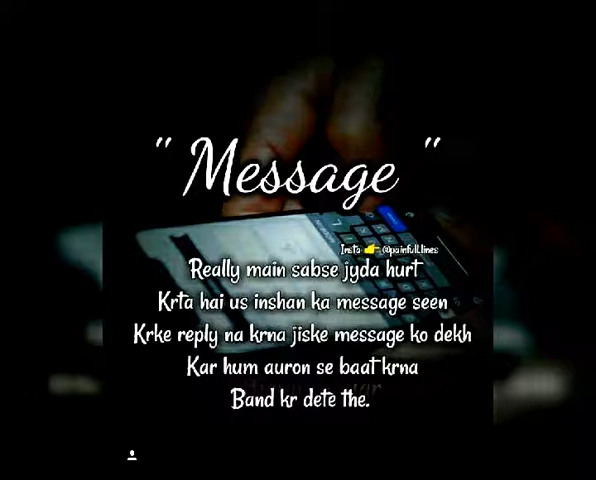 " Message "
Insta 👉 @painfull.lines
Really main sabse jyda hurt
Krta hai us inshan ka message seen
Krke reply na krna jiske message ko dekh
Kar hum auron se baat krna
Band kr dete the.